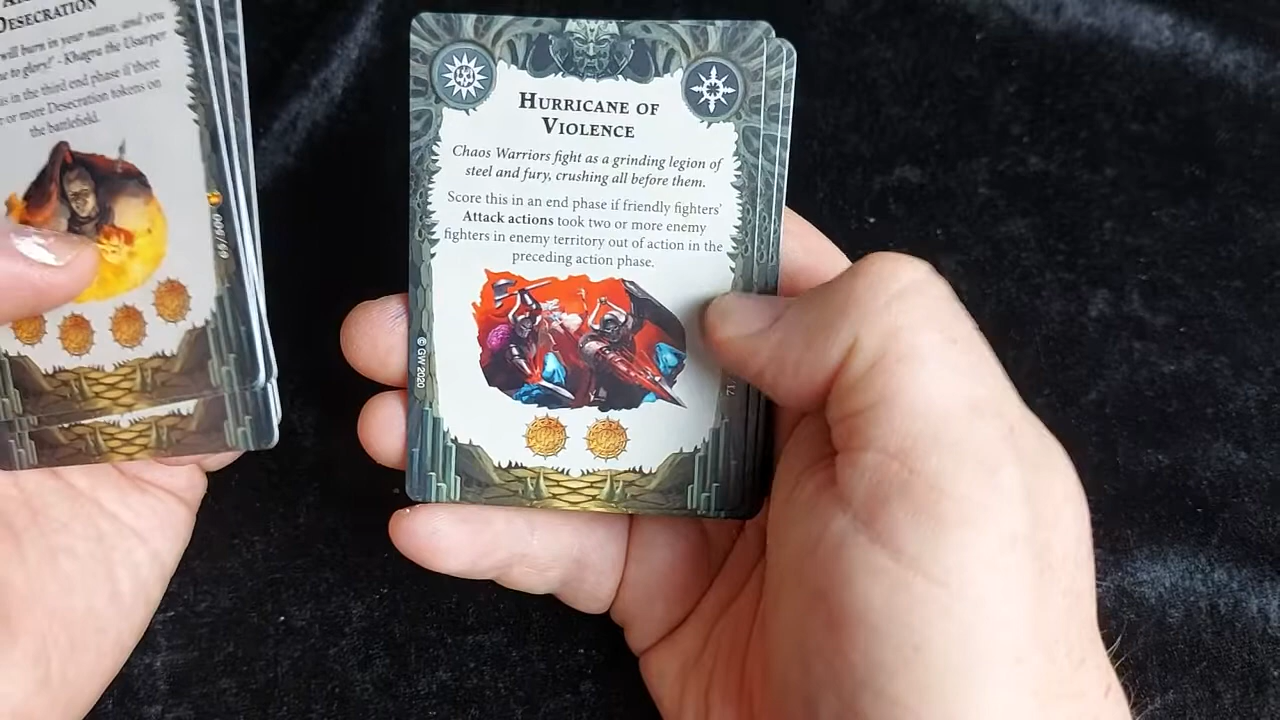 DESECRATION
will burn in your name, and you
to glory!' - Khagra the Usurper
in the third end phase if there
or more Desecration tokens on
the battlefield.
HURRICANE OF
VIOLENCE
Chaos Warriors fight as a grinding legion of
steel and fury, crushing all before them.
Score this in an end phase if friendly fighters'
Attack actions took two or more enemy
fighters in enemy territory out of action in the
preceding action phase.
© GW 2020